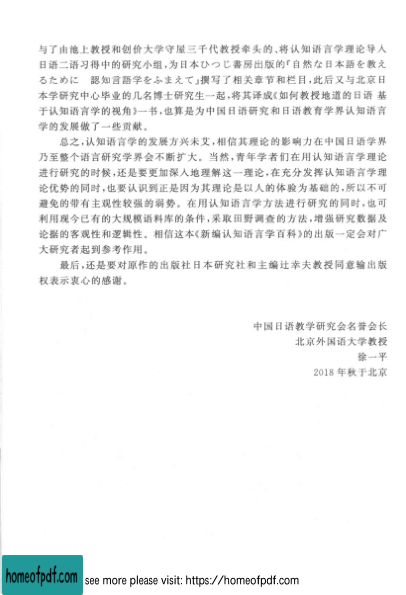 与了由池上教授和创价大学守屋三千代教授牵头的、将认知语言学理论导入
日语二语习得中的研究小组,为日本ひつじ書房出版的『自然な日本語を教え
るために　認知言語学をふまえて』撰写了相关章节和栏目,此后又与北京日
本学研究中心毕业的几名博士研究生一起,将其译成《如何教授地道的日语 基
于认知语言学的视角》一书,也算是为中国日语研究和日语教育学界认知语言
学的发展做了一些贡献。
总之,认知语言学的发展方兴未艾,相信其理论的影响力在中国日语学界
乃至整个语言研究学界会不断扩大。当然,青年学者们在用认知语言学理论
进行研究的时候,还是要更加深入地理解这一理论,在充分发挥认知语言学理
论优势的同时,也要认识到正是因为其理论是以人的体验为基础的,所以不可
避免的带有主观性较强的弱势。在用认知语言学方法进行研究的同时,也可
利用现今已有的大规模语料库的条件,采取田野调查的方法,增强研究数据及
论据的客观性和逻辑性。相信这本《新编认知语言学百科》的出版一定会对广
大研究者起到参考作用。
最后,还是要对原作的出版社日本研究社和主编辻幸夫教授同意输出版
权表示衷心的感谢。
中国日语教学研究会名誉会长
北京外国语大学教授
徐一平
2018 年秋于北京
homeofpdf.com see more please visit: https://homeofpdf.com